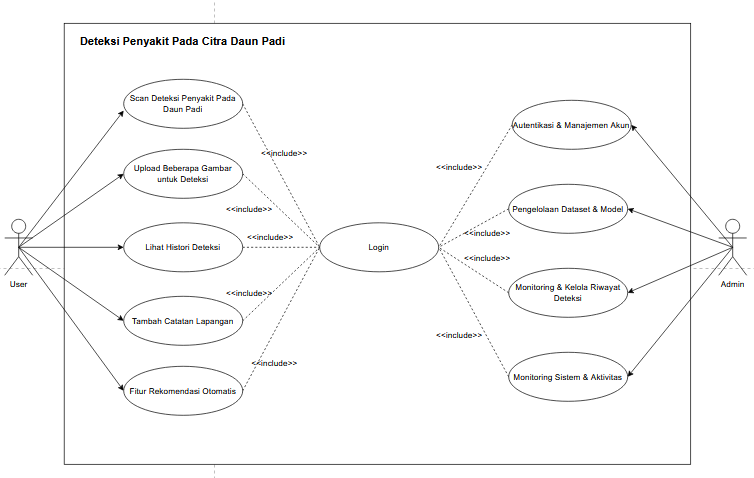 Deteksi Penyakit Pada Citra Daun Padi
Scan Deteksi Penyakit Pada
Daun Padi
<<include>>
Autentikasi & Manajemen Akun
Upload Beberapa Gambar
untuk Deteksi
<<include>>
<<include>>
Pengelolaan Dataset & Model
Lihat Histori Deteksi
<<include>>
Login
<<include>>
<<include>>
User
Admin
Monitoring & Kelola Riwayat
Deteksi
<<include>>
Tambah Catatan Lapangan
<<include>>
<<include>>
Fitur Rekomendasi Otomatis
Monitoring Sistem & Aktivitas